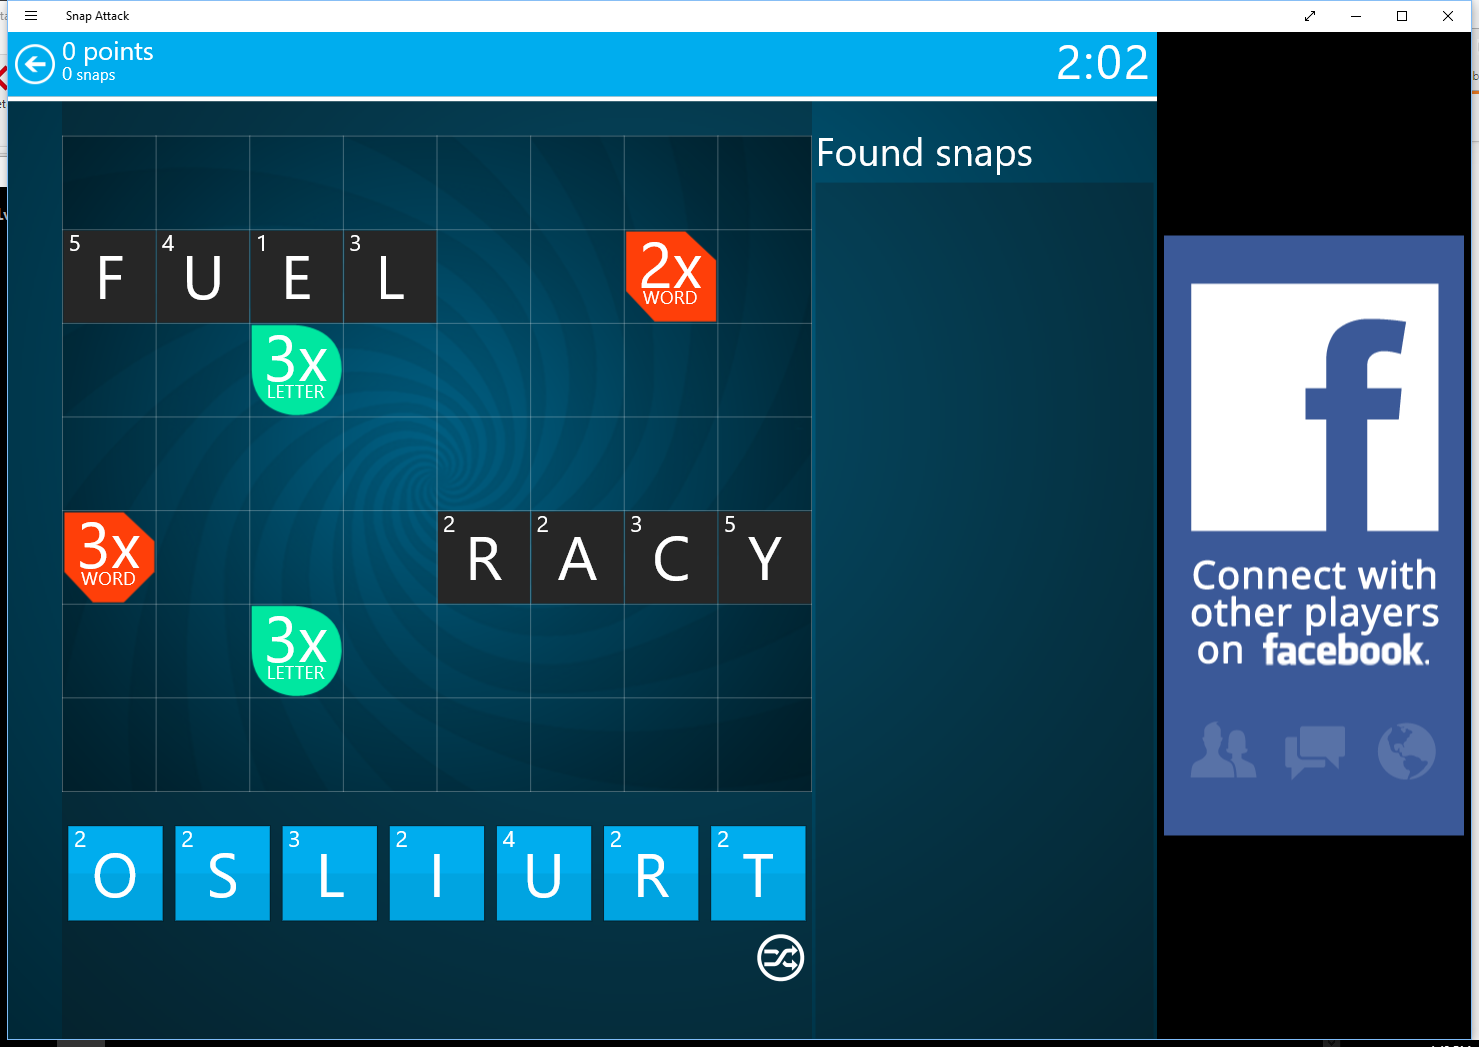 Snap Attack
0 points
0 snaps
2:02
Found snaps
5 F 4 U 1 E 3 L
2x
WORD
3x
LETTER
3x
WORD
2 R 2 A 3 C 5 Y
3x
LETTER
2 O 2 S 3 L 2 I 4 U 2 R 2 T
f
Connect with
other players
on facebook.